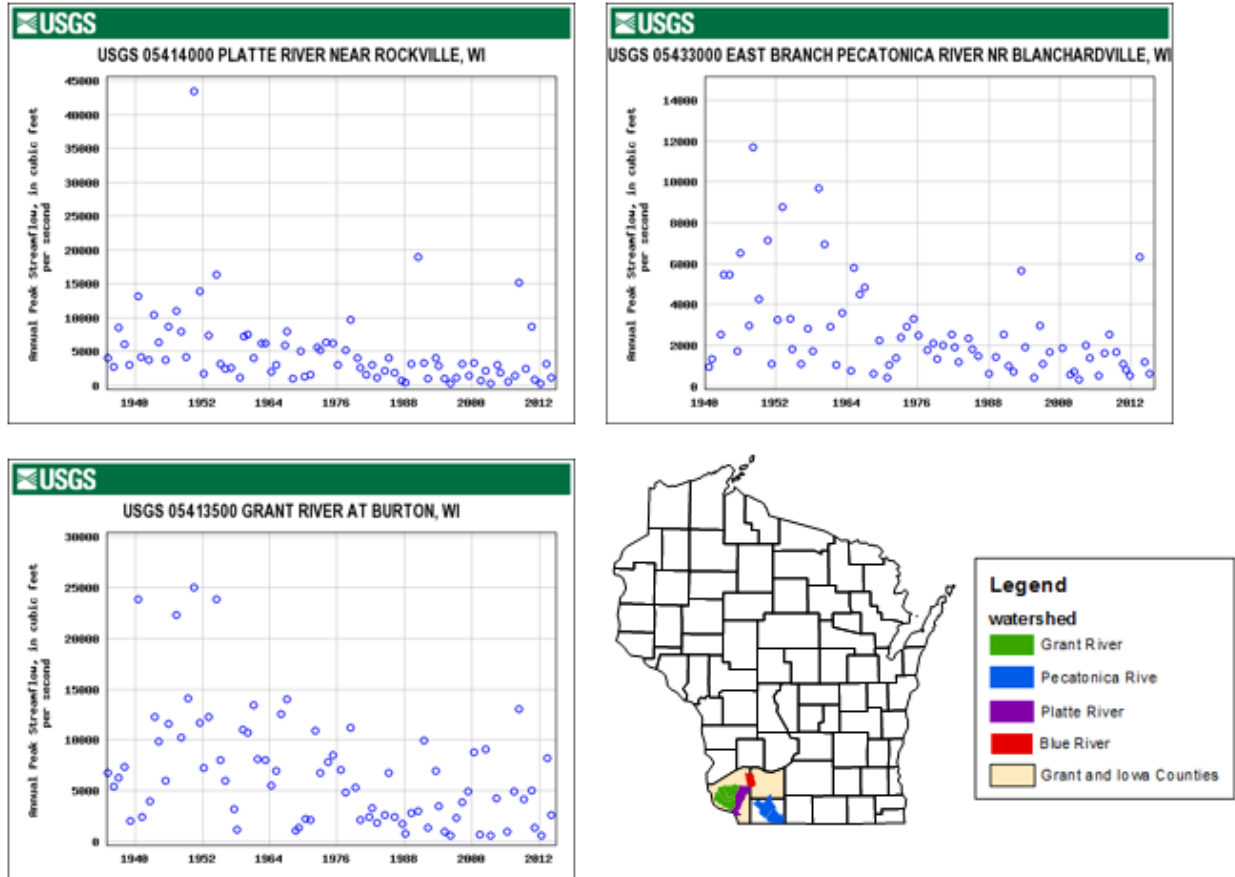 USGS
USGS 05414000 PLATTE RIVER NEAR ROCKVILLE, WI
Annual Peak Streamflow, in cubic feet
per second
45000
40000
35000
30000
25000
20000
15000
10000
5000
0
1940 1952 1964 1976 1988 2000 2012
USGS
USGS 05433000 EAST BRANCH PECATONICA RIVER NR BLANCHARDVILLE, WI
Annual Peak Streamflow, in cubic feet
per second
14000
12000
10000
8000
6000
4000
2000
0
1940 1952 1964 1976 1988 2000 2012
USGS
USGS 05413500 GRANT RIVER AT BURTON, WI
Annual Peak Streamflow, in cubic feet
per second
30000
25000
20000
15000
10000
5000
0
1940 1952 1964 1976 1988 2000 2012
Legend
watershed
Grant River
Pecatonica Rive
Platte River
Blue River
Grant and Iowa Counties